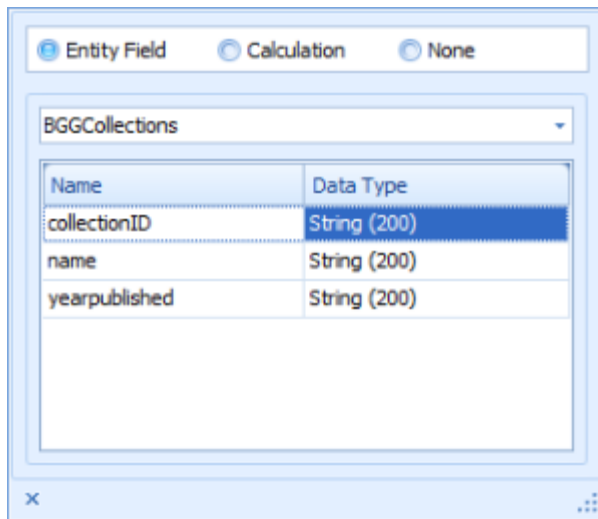 Entity Field Calculation None
BGGCollections
Name Data Type
collectionID String (200)
name String (200)
yearpublished String (200)